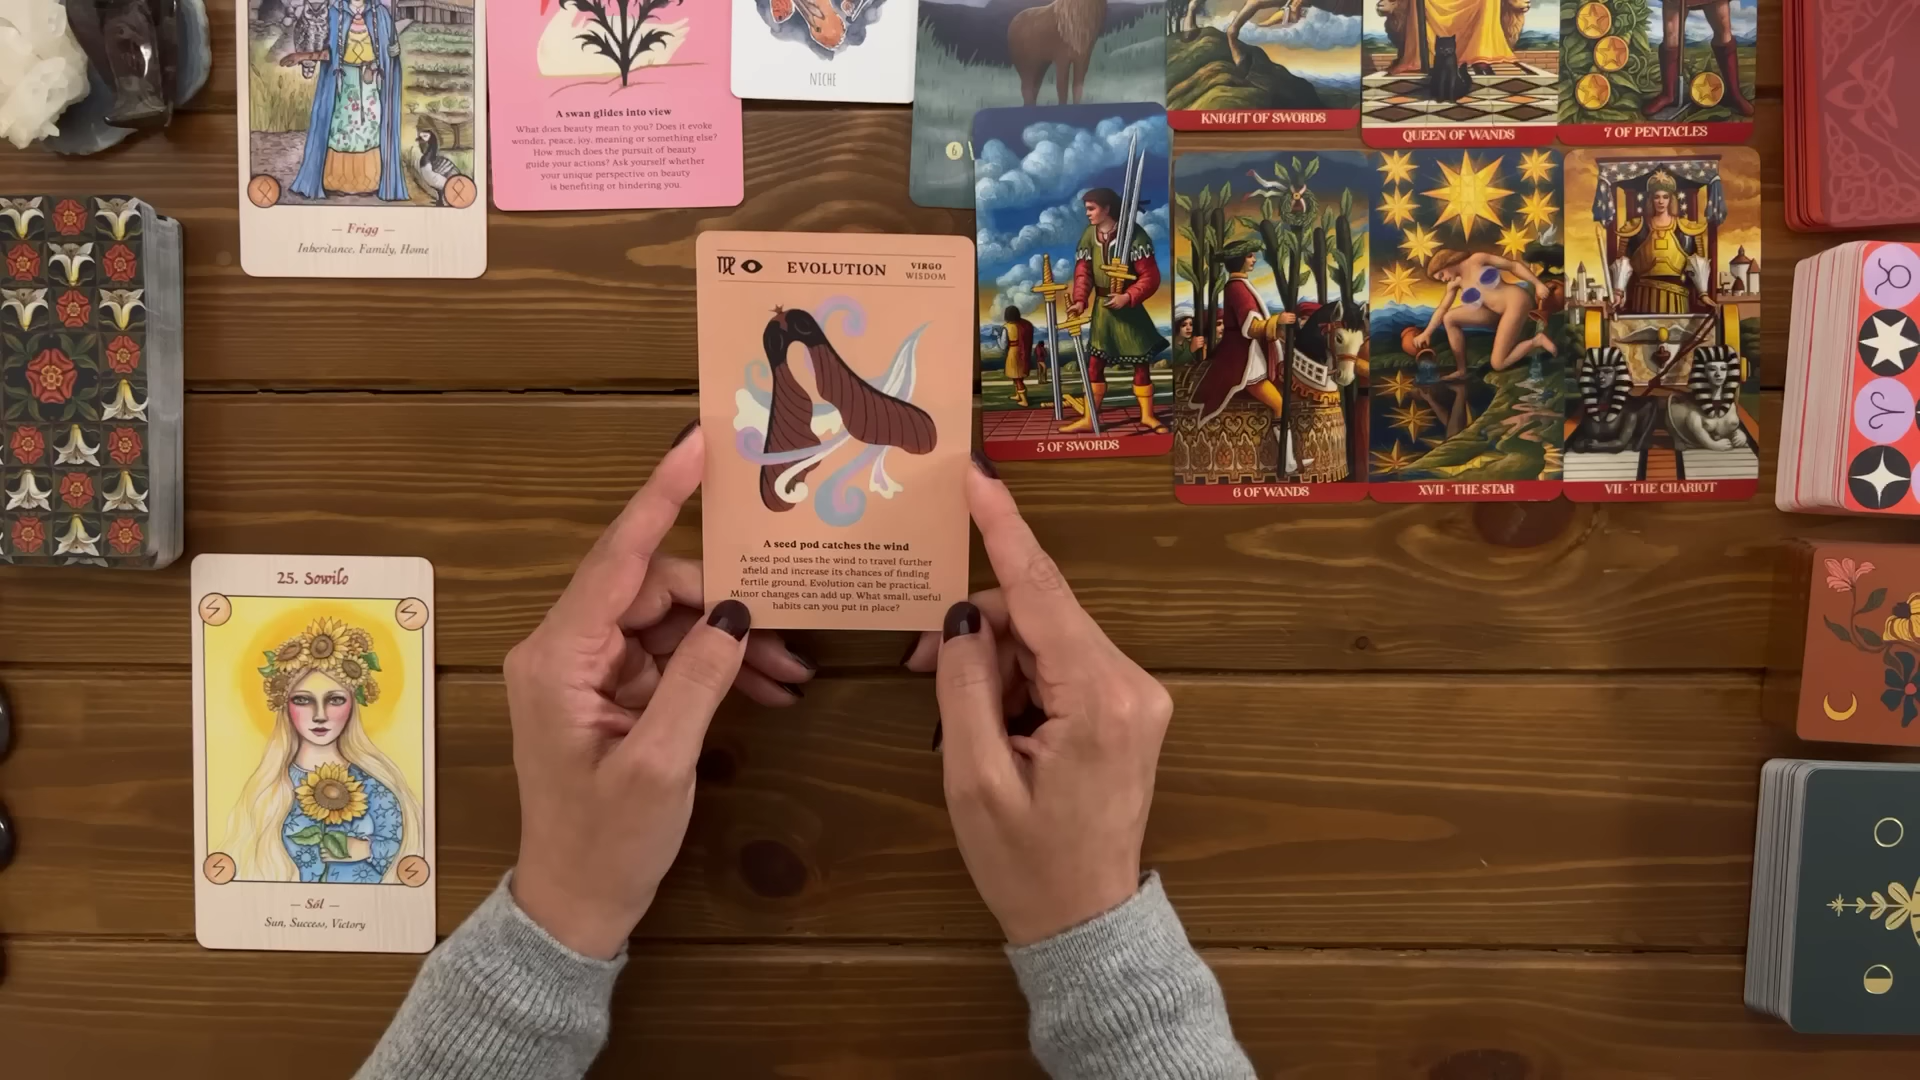 — Frigg —
Inheritance, Family, Home
A swan glides into view
What does beauty mean to you? Does it evoke
wonder, peace, joy, meaning or something else?
How much does the pursuit of beauty
guide your actions? Ask yourself whether
your unique perspective on beauty
is benefiting or hindering you.
NICHE
6
KNIGHT OF SWORDS
QUEEN OF WANDS
7 OF PENTACLES
EVOLUTION
VIRGO
WISDOM
A seed pod catches the wind
A seed pod uses the wind to travel further
afield and increase its chances of finding
fertile ground. Evolution can be practical.
Minor changes can add up. What small, useful
habits can you put in place?
5 OF SWORDS
6 OF WANDS
XVII · THE STAR
VII · THE CHARIOT
25. Sowilo
— Sól —
Sun, Success, Victory